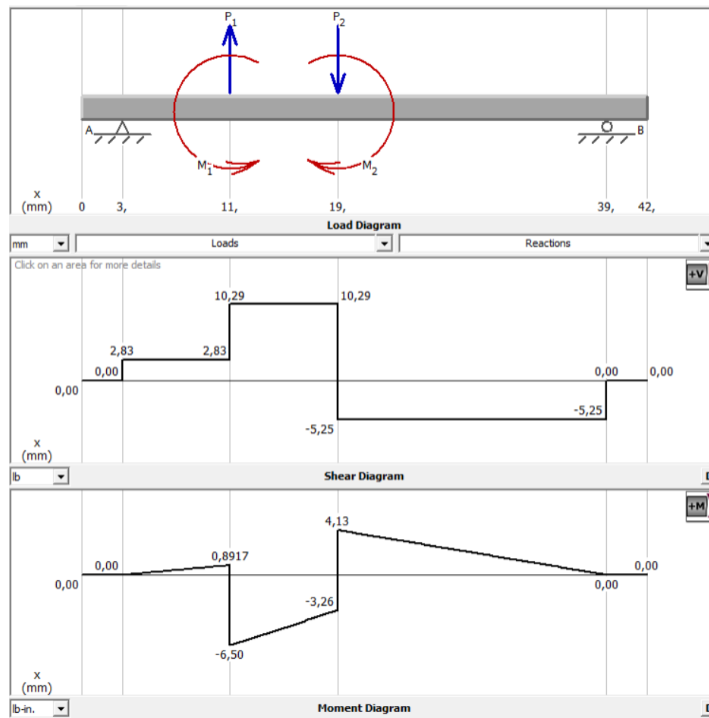 P1 P2
A B
M1 M2
x
(mm) 0 3, 11, 19, 39, 42,
Load Diagram
mm Loads Reactions
Click on an area for more details
+V
10,29 10,29
2,83 2,83
0,00 0,00 0,00
0,00
-5,25
-5,25
x
(mm)
lb Shear Diagram
+M
4,13
0,8917
0,00 0,00
0,00 0,00
-3,26
-6,50
x
(mm)
lb-in. Moment Diagram